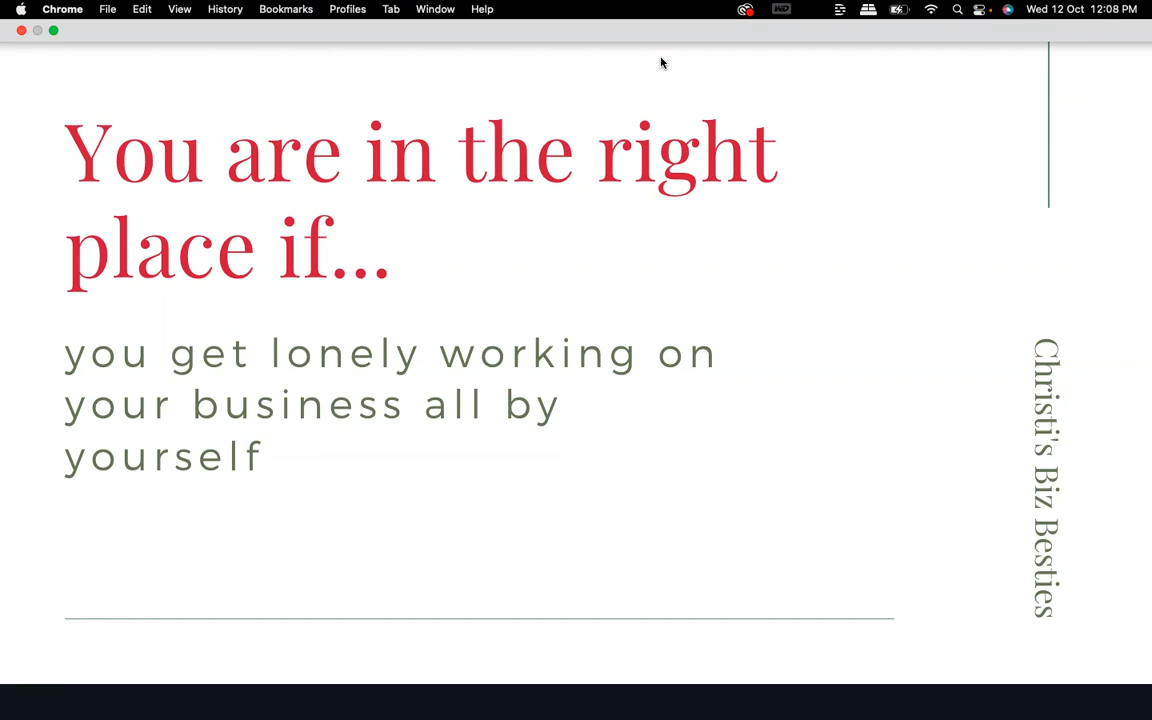 Chrome File Edit View History Bookmarks Profiles Tab Window Help WD Wed 12 Oct 12:08 PM
You are in the right
place if...
you get lonely working on
your business all by
yourself
Christi's Biz Besties